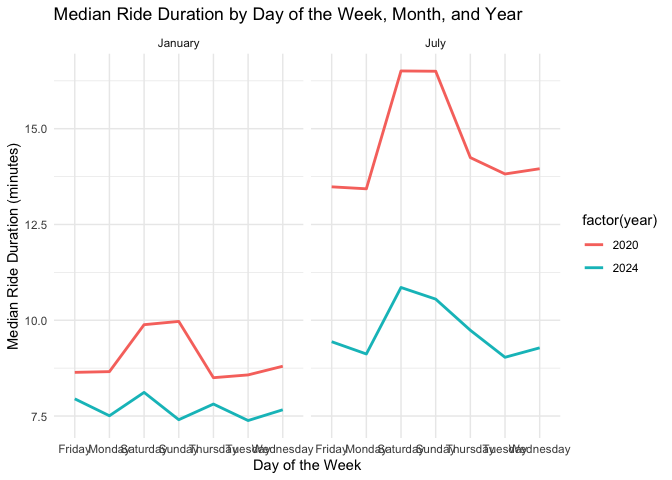 Median Ride Duration by Day of the Week, Month, and Year
January
July
Median Ride Duration (minutes)
15.0
12.5
10.0
7.5
Friday Monday Saturday Sunday Thursday Tuesday Wednesday
Friday Monday Saturday Sunday Thursday Tuesday Wednesday
Day of the Week
factor(year)
2020
2024